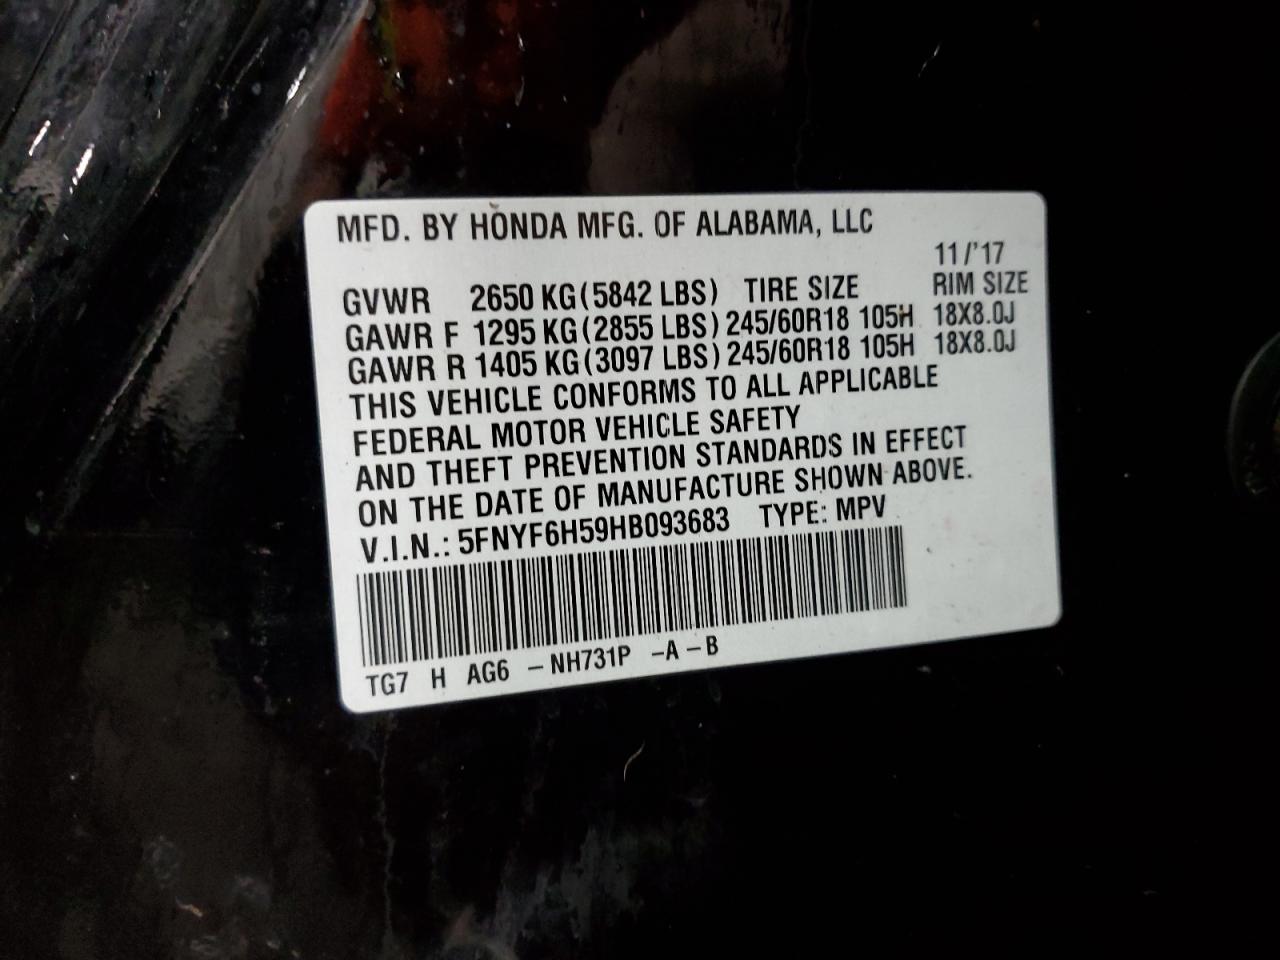 MFD. BY HONDA MFG. OF ALABAMA, LLC
11/'17
GVWR 2650 KG(5842 LBS) TIRE SIZE RIM SIZE
GAWR F 1295 KG(2855 LBS) 245/60R18 105H 18X8.0J
GAWR R 1405 KG(3097 LBS) 245/60R18 105H 18X8.0J
THIS VEHICLE CONFORMS TO ALL APPLICABLE
FEDERAL MOTOR VEHICLE SAFETY
AND THEFT PREVENTION STANDARDS IN EFFECT
ON THE DATE OF MANUFACTURE SHOWN ABOVE.
V.I.N.: 5FNYF6H59HB093683 TYPE: MPV
TG7 H AG6 -NH731P -A-B